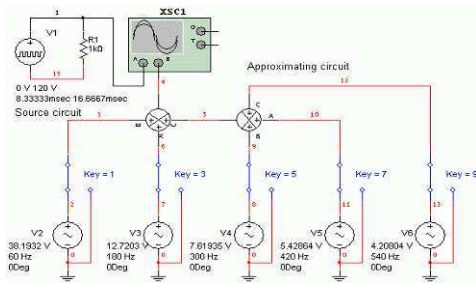 XSC1
1
V1
R1
1kΩ
G
T
A B
15
0 V 120 V
8.33333msec 16.6667msec
Source circuit
Approximating circuit
4
12
3
5
C
A
10
B
6
9
Key = 1
Key = 3
Key = 5
Key = 7
Key = 9
2
7
8
11
13
V2
V3
V4
V5
V6
38.1932 V
60 Hz
0Deg
12.7203 V
180 Hz
0Deg
7.61935 V
300 Hz
0Deg
5.42864 V
420 Hz
0Deg
4.20804 V
540 Hz
0Deg
0
0
0
0
0